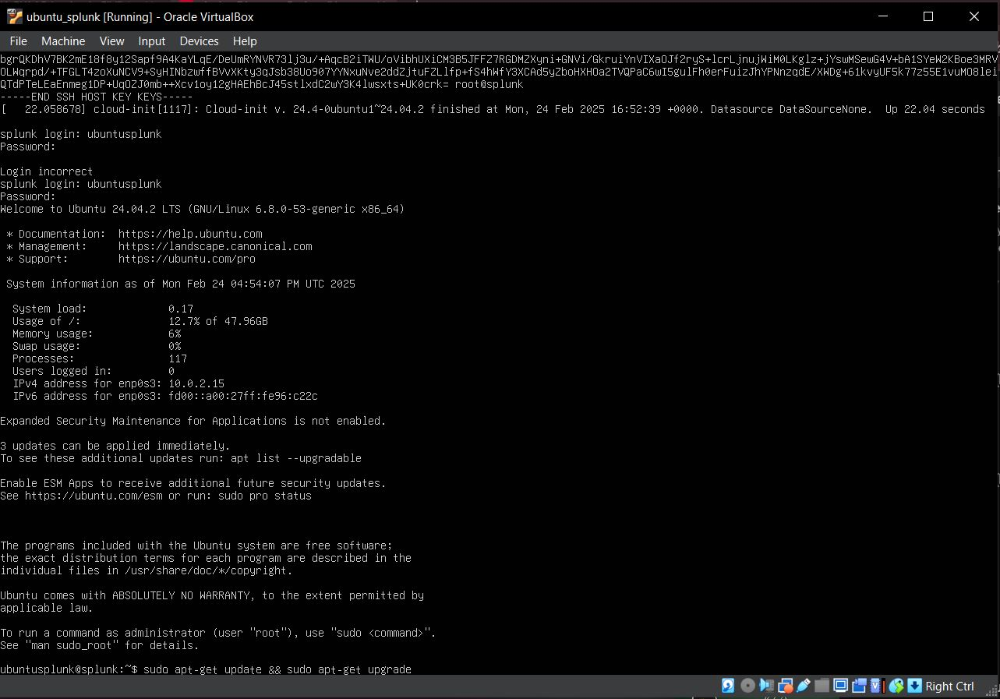 ubuntu_splunk [Running] - Oracle VirtualBox
File Machine View Input Devices Help
bgrQKDhV7BK2mE18f8y12Sapf9A4KaYLqE/DeUmRYNVR73lj3u/+AqcB2iTWU/oVibhUXiCM3B5JFFZ7RGDMZXyni+GNVi/GkruiYnVIXaOJf2ryS+lcrLjnujWiM0LKglz+jYswMSewG4V+bA1SYeW2KBoe3MRV
OLWqrpd/+TFGLT4zoXuNCV9+SyHINbzwffBVvXKty3qJsb38Uo907YYNxuNve2ddZjtuFZLlfp+fS4hWfY3XCAd5yZboHXHOa2TVQPaC6wI5gulFh0erFuizJhYPNnzqdE/XWDg+61kvyUF5k77z55E1vuMO8lei
QTdPTeLEaEnmeg1DP+UqOZJ0mb++Xcv1oy12gHAEhBcJ45stlxdC2wY3K4lwsxts+UK0crk= root@splunk
-----END SSH HOST KEY KEYS-----
[   22.058678] cloud-init[1117]: Cloud-init v. 24.4-0ubuntu1~24.04.2 finished at Mon, 24 Feb 2025 16:52:39 +0000. Datasource DataSourceNone.  Up 22.04 seconds
splunk login: ubuntusplunk
Password:
Login incorrect
splunk login: ubuntusplunk
Password:
Welcome to Ubuntu 24.04.2 LTS (GNU/Linux 6.8.0-53-generic x86_64)
* Documentation:  https://help.ubuntu.com
* Management:     https://landscape.canonical.com
* Support:        https://ubuntu.com/pro
System information as of Mon Feb 24 04:54:07 PM UTC 2025
System load:             0.17
Usage of /:              12.7% of 47.96GB
Memory usage:            6%
Swap usage:              0%
Processes:               117
Users logged in:         0
IPv4 address for enp0s3: 10.0.2.15
IPv6 address for enp0s3: fd00::a00:27ff:fe96:c22c
Expanded Security Maintenance for Applications is not enabled.
3 updates can be applied immediately.
To see these additional updates run: apt list --upgradable
Enable ESM Apps to receive additional future security updates.
See https://ubuntu.com/esm or run: sudo pro status
The programs included with the Ubuntu system are free software;
the exact distribution terms for each program are described in the
individual files in /usr/share/doc/*/copyright.
Ubuntu comes with ABSOLUTELY NO WARRANTY, to the extent permitted by
applicable law.
To run a command as administrator (user "root"), use "sudo <command>".
See "man sudo_root" for details.
ubuntusplunk@splunk:~$ sudo apt-get update && sudo apt-get upgrade
Right Ctrl